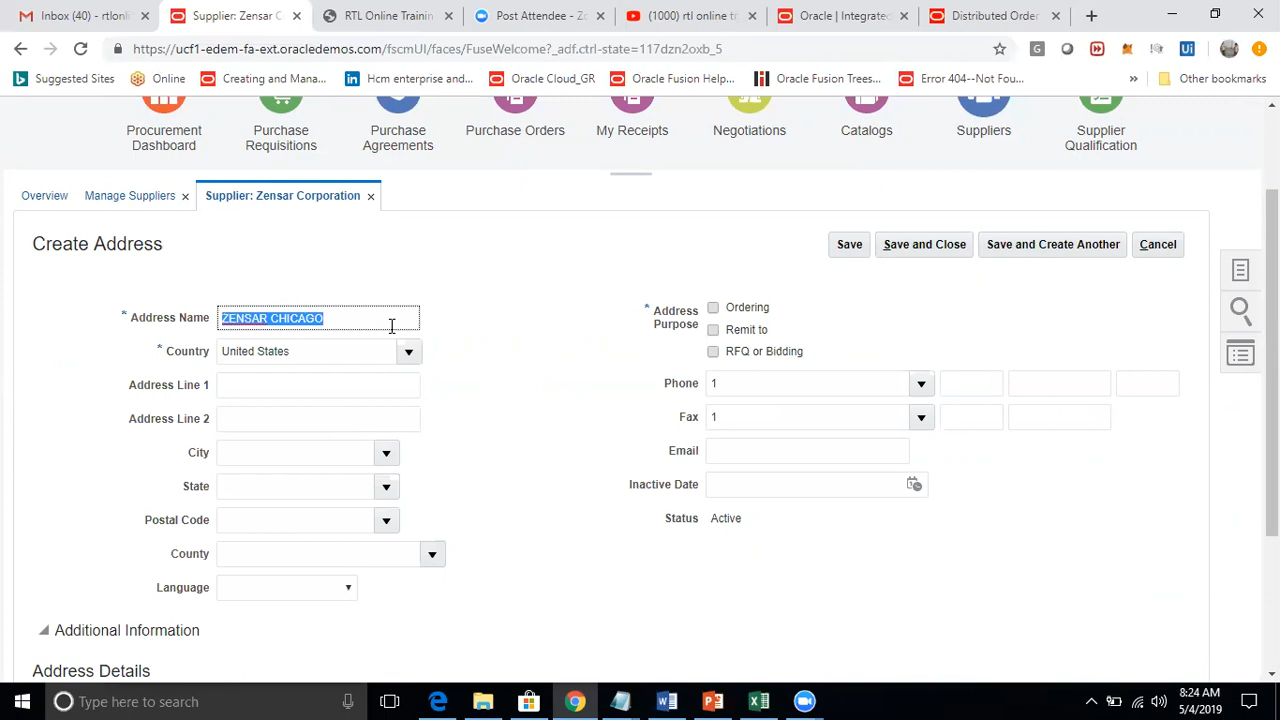 Inbox (40) - rtlonlin
Supplier: Zensar C
RTL Online Trainin
Post Attendee - Zo
(1000) rtl online tr
Oracle | Integrated
Distributed Order
https://ucf1-edem-fa-ext.oracledemos.com/fscmUI/faces/FuseWelcome?_adf.ctrl-state=117dzn2oxb_5
Suggested Sites
Online
Creating and Mana...
Hcm enterprise and...
Oracle Cloud_GR
Oracle Fusion Help...
Oracle Fusion Trees...
Error 404--Not Fou...
Other bookmarks
Procurement Dashboard
Purchase Requisitions
Purchase Agreements
Purchase Orders
My Receipts
Negotiations
Catalogs
Suppliers
Supplier Qualification
Overview
Manage Suppliers
Supplier: Zensar Corporation
Create Address
Save
Save and Close
Save and Create Another
Cancel
* Address Name ZENSAR CHICAGO
* Country United States
Address Line 1
Address Line 2
City
State
Postal Code
County
Language
* Address Purpose
Ordering
Remit to
RFQ or Bidding
Phone 1
Fax 1
Email
Inactive Date
Status Active
Additional Information
Address Details
Type here to search
8:24 AM
5/4/2019